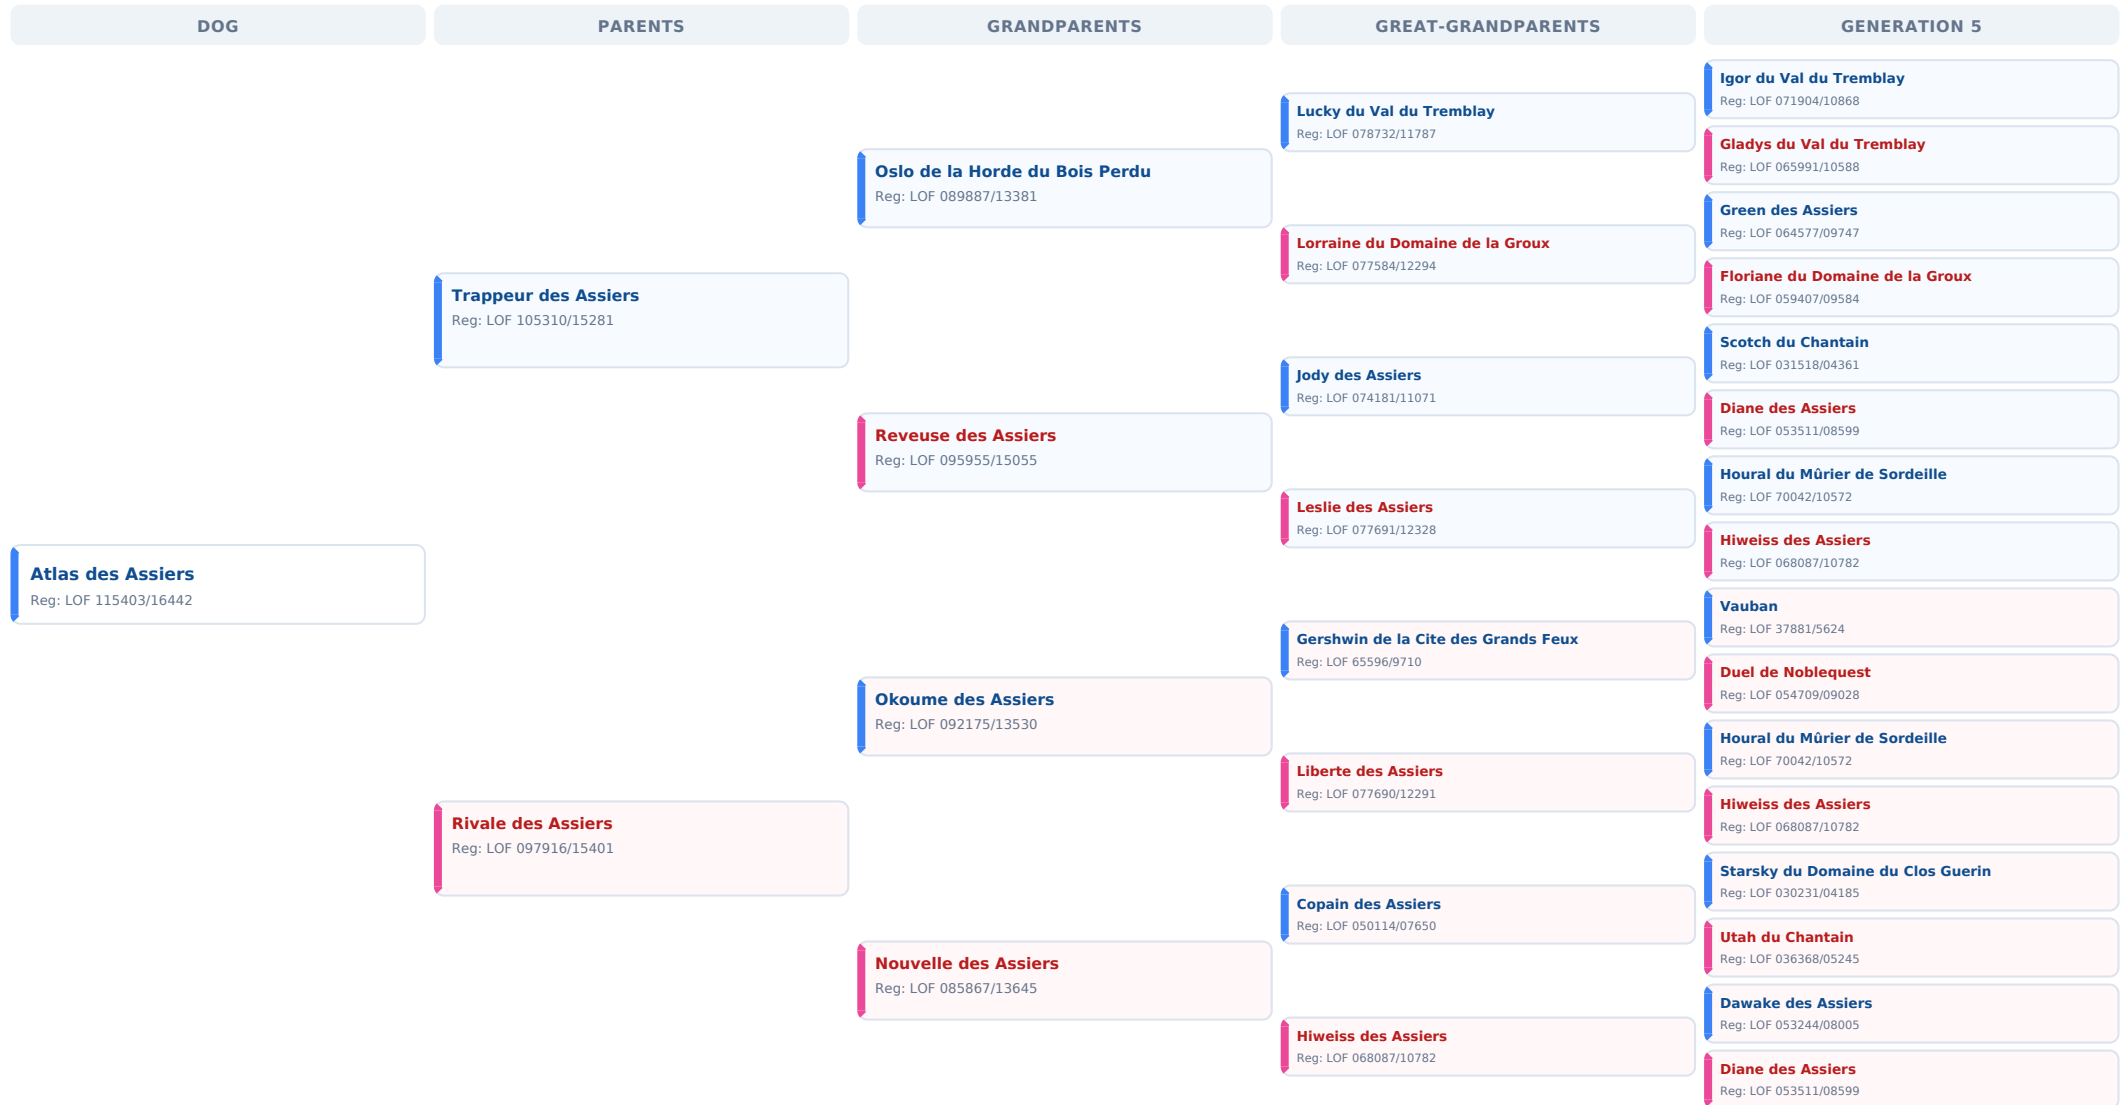 DOG
PARENTS
GRANDPARENTS
GREAT-GRANDPARENTS
GENERATION 5
Atlas des Assiers
Reg: LOF 115403/16442
Trappeur des Assiers
Reg: LOF 105310/15281
Rivale des Assiers
Reg: LOF 097916/15401
Oslo de la Horde du Bois Perdu
Reg: LOF 089887/13381
Reveuse des Assiers
Reg: LOF 095955/15055
Okoume des Assiers
Reg: LOF 092175/13530
Nouvelle des Assiers
Reg: LOF 085867/13645
Lucky du Val du Tremblay
Reg: LOF 078732/11787
Lorraine du Domaine de la Groux
Reg: LOF 077584/12294
Jody des Assiers
Reg: LOF 074181/11071
Leslie des Assiers
Reg: LOF 077691/12328
Gershwin de la Cite des Grands Feux
Reg: LOF 65596/9710
Liberte des Assiers
Reg: LOF 077690/12291
Copain des Assiers
Reg: LOF 050114/07650
Hiweiss des Assiers
Reg: LOF 068087/10782
Igor du Val du Tremblay
Reg: LOF 071904/10868
Gladys du Val du Tremblay
Reg: LOF 065991/10588
Green des Assiers
Reg: LOF 064577/09747
Floriane du Domaine de la Groux
Reg: LOF 059407/09584
Scotch du Chantain
Reg: LOF 031518/04361
Diane des Assiers
Reg: LOF 053511/08599
Houral du Mûrier de Sordeille
Reg: LOF 70042/10572
Hiweiss des Assiers
Reg: LOF 068087/10782
Vauban
Reg: LOF 37881/5624
Duel de Noblequest
Reg: LOF 054709/09028
Houral du Mûrier de Sordeille
Reg: LOF 70042/10572
Hiweiss des Assiers
Reg: LOF 068087/10782
Starsky du Domaine du Clos Guerin
Reg: LOF 030231/04185
Utah du Chantain
Reg: LOF 036368/05245
Dawake des Assiers
Reg: LOF 053244/08005
Diane des Assiers
Reg: LOF 053511/08599